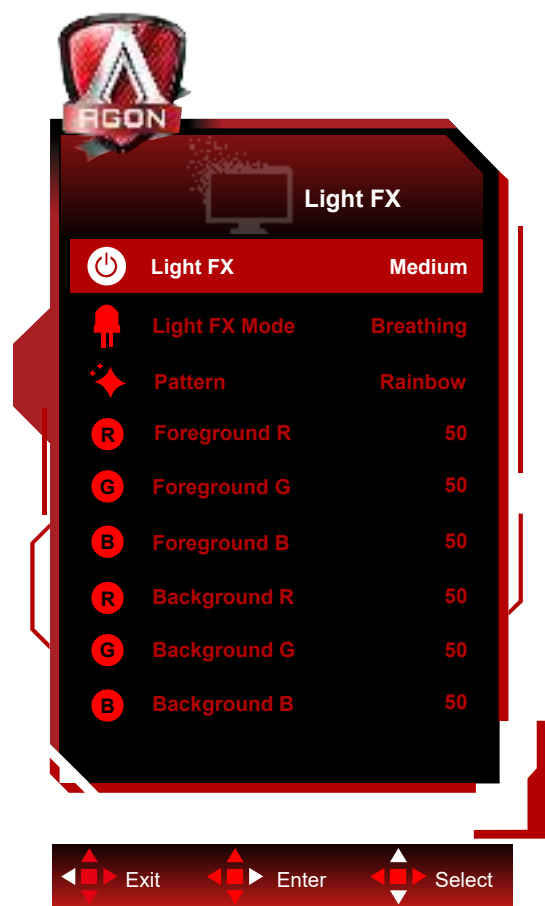 AGON
Light FX
Light FX Medium
Light FX Mode Breathing
Pattern Rainbow
R Foreground R 50
G Foreground G 50
B Foreground B 50
R Background R 50
G Background G 50
B Background B 50
Exit Enter Select